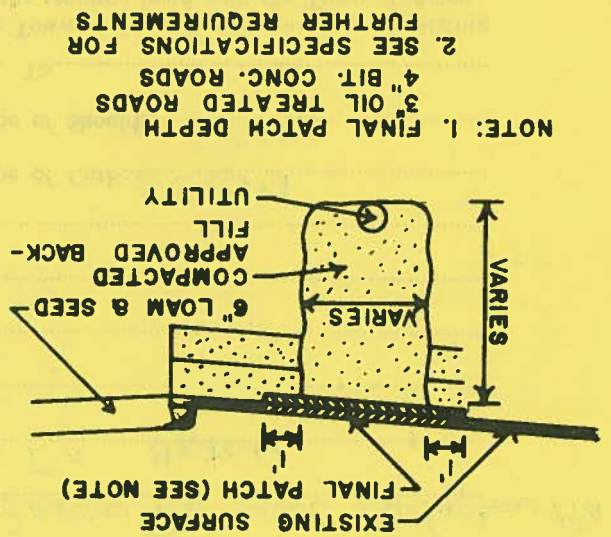 EXISTING SURFACE
FINAL PATCH (SEE NOTE)
1'
1'
VARIES
VARIES
6" LOAM & SEED
COMPACTED
APPROVED BACK-
FILL
UTILITY
NOTE: 1. FINAL PATCH DEPTH
3" OIL TREATED ROADS
4" BIT. CONC. ROADS
2. SEE SPECIFICATIONS FOR
FURTHER REQUIREMENTS